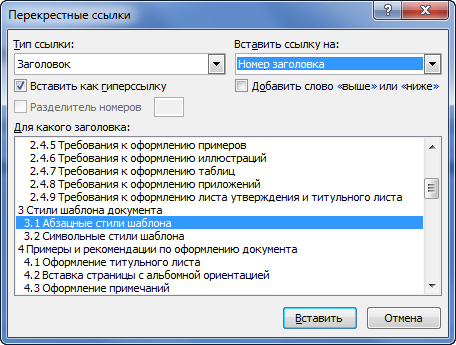 Перекрестные ссылки
Тип ссылки:
Вставить ссылку на:
Заголовок
Номер заголовка
Вставить как гиперссылку
Добавить слово «выше» или «ниже»
Разделитель номеров
Для какого заголовка:
2.4.5 Требования к оформлению примеров
2.4.6 Требования к оформлению иллюстраций
2.4.7 Требования к оформлению таблиц
2.4.8 Требования к оформлению приложений
2.4.9 Требования к оформлению листа утверждения и титульного листа
3 Стили шаблона документа
3.1 Абзацные стили шаблона
3.2 Символьные стили шаблона
4 Примеры и рекомендации по оформлению документа
4.1 Оформление титульного листа
4.2 Вставка страницы с альбомной ориентацией
4.3 Оформление примечаний
Вставить
Отмена